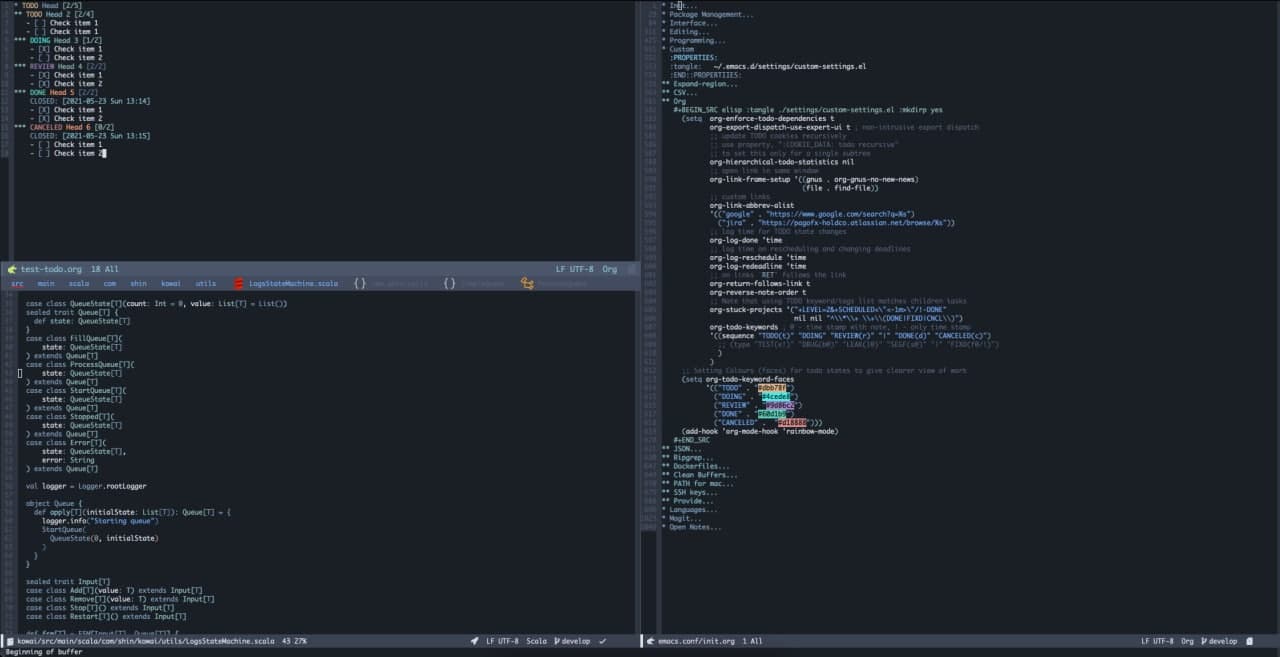 * TODO Head [2/5]
** TODO Head 2 [2/4]
- [ ] Check item 1
- [ ] Check item 1
*** DOING Head 3 [1/2]
- [X] Check item 1
- [ ] Check item 2
*** REVIEW Head 4 [2/2]
- [X] Check item 1
- [X] Check item 2
*** DONE Head 5 [2/2]
CLOSED: [2021-05-23 Sun 13:14]
- [X] Check item 1
- [X] Check item 2
*** CANCELED Head 6 [0/2]
CLOSED: [2021-05-23 Sun 13:15]
- [ ] Check item 1
- [ ] Check item 2
test-todo.org 18 All LF UTF-8 Org
src main scala com shin kowai utils LogsStateMachine.scala {} {}
case class QueueState[T](count: Int = 0, value: List[T] = List())
sealed trait Queue[T] {
def state: QueueState[T]
}
case class FillQueue[T](
state: QueueState[T]
) extends Queue[T]
case class ProcessQueue[T](
state: QueueState[T]
) extends Queue[T]
case class StartQueue[T](
state: QueueState[T]
) extends Queue[T]
case class Stopped[T](
state: QueueState[T]
) extends Queue[T]
case class Error[T](
state: QueueState[T],
error: String
) extends Queue[T]
val logger = Logger.rootLogger
object Queue {
def apply[T](initialState: List[T]): Queue[T] = {
logger.info("Starting queue")
StartQueue(
QueueState(0, initialState)
)
}
}
sealed trait Input[T]
case class Add[T](value: T) extends Input[T]
case class Remove[T](value: T) extends Input[T]
case class Stop[T]() extends Input[T]
case class Restart[T]() extends Input[T]
kowai/src/main/scala/com/shin/kowai/utils/LogsStateMachine.scala 43 27% LF UTF-8 Scala develop
Beginning of buffer
* Init...
* Package Management...
* Interface...
* Editing...
* Programming...
* Custom
:PROPERTIES:
:tangle: ~/.emacs.d/settings/custom-settings.el
:END::PROPERTIIES:
** Expand-region...
** CSV...
** Org
#+BEGIN_SRC elisp :tangle ./settings/custom-settings.el :mkdirp yes
(setq org-enforce-todo-dependencies t
org-export-dispatch-use-expert-ui t ; non-intrusive export dispatch
;; update TODO cookies recursively
;; use property, ":COOKIE_DATA: todo recursive"
;; to set this only for a single subtree
org-hierarchical-todo-statistics nil
;; open link in same window
org-link-frame-setup '((gnus . org-gnus-no-new-news)
(file . find-file))
;; custom links
org-link-abbrev-alist
'(("google" . "https://www.google.com/search?q=%s")
("jira" . "https://pagofx-holdco.atlassian.net/browse/%s"))
;; log time for TODO state changes
org-log-done 'time
;; log time on rescheduling and changing deadlines
org-log-reschedule 'time
org-log-redeadline 'time
;; on links `RET` follows the link
org-return-follows-link t
org-reverse-note-order t
;; Note that using TODO keyword/tags list matches children tasks
org-stuck-projects '("+LEVEL=2&+SCHEDULED<\"<-1m>\"/!-DONE"
nil nil "^\\*\\+ \\+\\(DONE|FIXD|CNCL\\)")
org-todo-keywords ; @ - time stamp with note, ! - only time stamp
'((sequence "TODO(t)" "DOING" "REVIEW(r)" "|" "DONE(d)" "CANCELED(c)")
)
)
;; Setting Colours (faces) for todo states to give clearer view of work
(setq org-todo-keyword-faces
'(("TODO" . "#dbb78f")
("DOING" . "#4cede8")
("REVIEW" . "#9d86c2")
("DONE" . "#60d1b9")
("CANCELED" . "#d18888")))
(add-hook 'org-mode-hook 'rainbow-mode)
#+END_SRC
** JSON...
** Ripgrep...
** Dockerfiles...
** Clean Buffers...
** PATH for mac...
** SSH keys...
** Provide...
* Languages...
* Magit...
* Open Notes...
emacs.conf/init.org 1 All LF UTF-8 Org develop